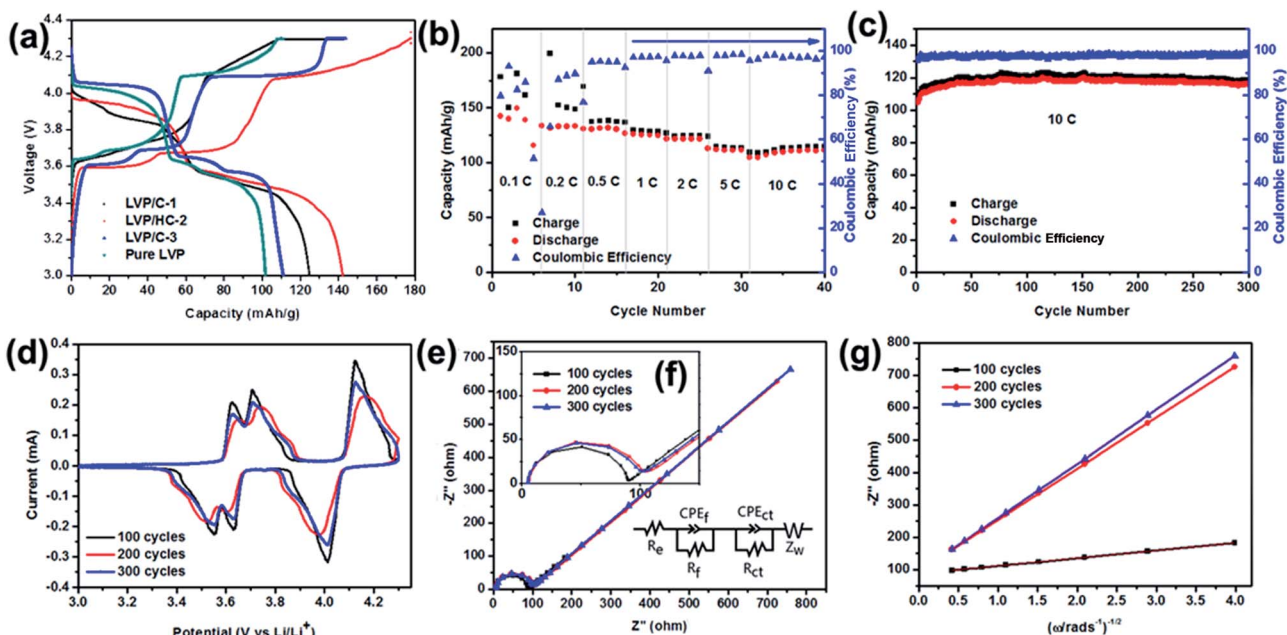 (a)
Voltage (V)
4.3
4.2
4.0
3.8
3.6
3.4
3.2
3.0
LVP/C-1
LVP/HC-2
LVP/C-3
Pure LVP
0 20 40 60 80 100 120 140 160 180
Capacity (mAh/g)
(b)
Capacity (mAh/g)
200
150
100
50
0
0.1 C 0.2 C 0.5 C 1 C 2 C 5 C 10 C
Charge
Discharge
Coulombic Efficiency
0 10 20 30 40
Cycle Number
100
80
60
40
20
0
Coulombic Efficiency (%)
(c)
Capacity (mAh/g)
140
120
100
80
60
40
20
0
10 C
Charge
Discharge
Coulombic Efficiency
0 50 100 150 200 250 300
Cycle Number
100
80
60
40
20
0
Coulombic Efficiency (%)
(d)
Current (mA)
0.4
0.3
0.2
0.1
0.0
-0.1
-0.2
-0.3
0.4
100 cycles
200 cycles
300 cycles
3.0 3.2 3.4 3.6 3.8 4.0 4.2
Potential (V vs Li/Li⁺)
(e)
-Z'' (ohm)
700
600
500
400
300
200
100
0
150
100
50
0
(f)
100 cycles
200 cycles
300 cycles
0 100
CPEf CPEct
Re Rf Rct Zw
0 100 200 300 400 500 600 700 800
Z'' (ohm)
(g)
-Z'' (ohm)
800
700
600
500
400
300
200
100
100 cycles
200 cycles
300 cycles
0.0 0.5 1.0 1.5 2.0 2.5 3.0 3.5 4.0
(ω/rads⁻¹)⁻¹/²